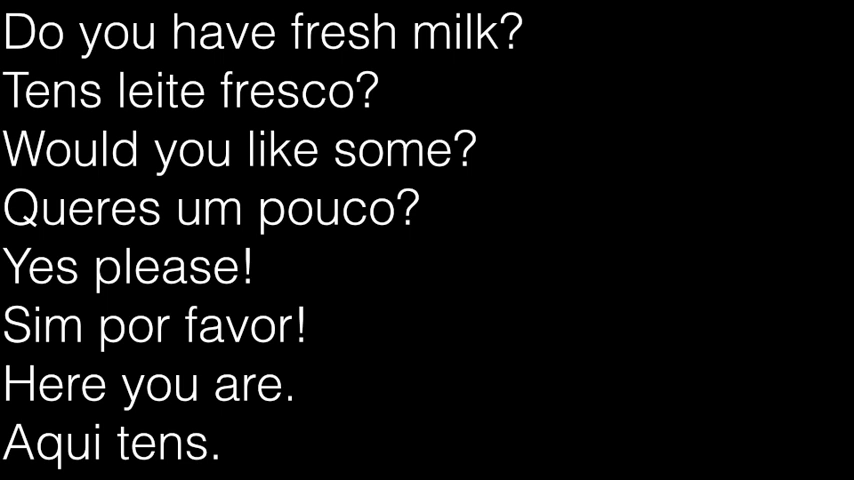 Do you have fresh milk?
Tens leite fresco?
Would you like some?
Queres um pouco?
Yes please!
Sim por favor!
Here you are.
Aqui tens.